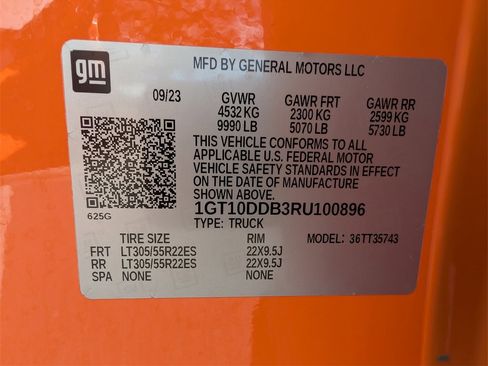 gm
MFD BY GENERAL MOTORS LLC
09/23 GVWR GAWR FRT GAWR RR
4532 KG 2300 KG 2599 KG
9990 LB 5070 LB 5730 LB
THIS VEHICLE CONFORMS TO ALL
APPLICABLE U.S. FEDERAL MOTOR
VEHICLE SAFETY STANDARDS IN EFFECT
ON THE DATE OF MANUFACTURE
SHOWN ABOVE.
625G
1GT10DDB3RU100896
TYPE: TRUCK
TIRE SIZE RIM MODEL: 36TT35743
FRT LT305/55R22ES 22X9.5J
RR LT305/55R22ES 22X9.5J
SPA NONE NONE